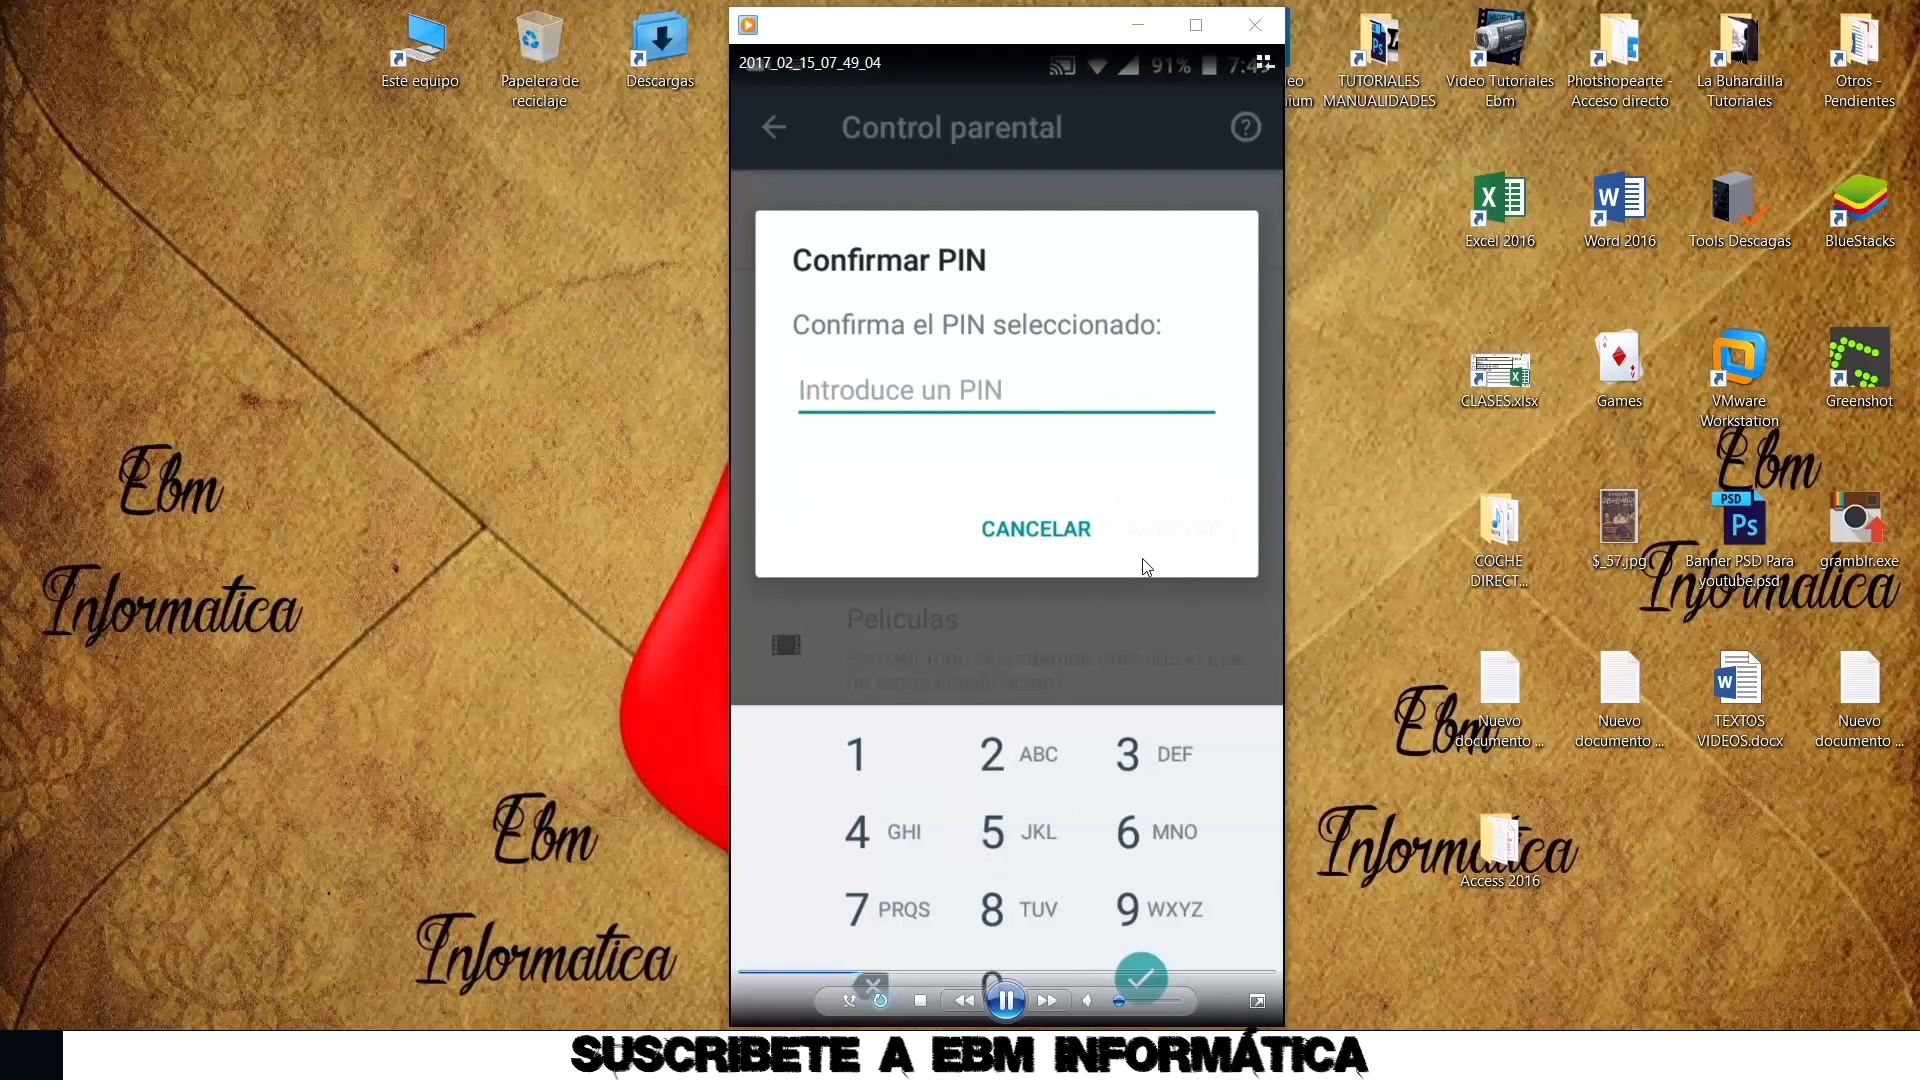 Este equipo
Papelera de
reciclaje
Descargas
2017_02_15_07_49_04
91%
Control parental
Confirmar PIN
Confirma el PIN seleccionado:
Introduce un PIN
CANCELAR
Películas
1
2 ABC
3 DEF
4 GHI
5 JKL
6 MNO
7 PRQS
8 TUV
9 WXYZ
TUTORIALES
MANUALIDADES
Video Tutoriales
Ebm
Photshopearte -
Acceso directo
La Buhardilla
Tutoriales
Otros -
Pendientes
Excel 2016
Word 2016
Tools Descagas
BlueStacks
CLASES.xlsx
Games
VMware
Workstation
Greenshot
COCHE
DIRECT...
$_57.jpg
PSD
Ps
Banner PSD Para
youtube.psd
gramblr.exe
Nuevo
documento ...
Nuevo
documento ...
TEXTOS
VIDEOS.docx
Nuevo
documento ...
Access 2016
Ebm
Informatica
Ebm
Informatica
Ebm
Informatica
Ebm
Informatica
SUSCRIBETE A EBM INFORMÁTICA